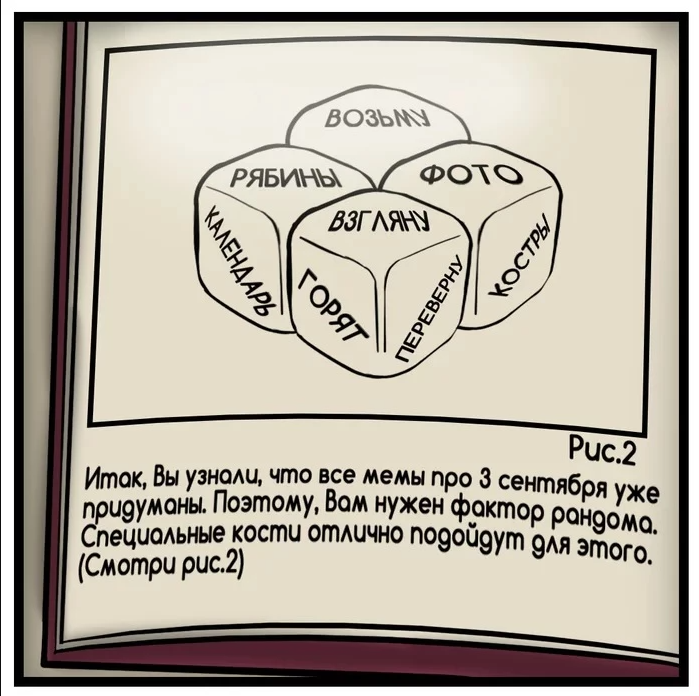 ВОЗЬМУ
РЯБИНЫ
ФОТО
ВЗГЛЯНУ
КАЛЕНДАРЬ
ГОРЯТ
ПЕРЕВЕРНУ
КОСТРЫ
Рис.2
Итак, Вы узнали, что все мемы про 3 сентября уже
придуманы. Поэтому, Вам нужен фактор рандома.
Специальные кости отлично подойдут для этого.
(Смотри рис.2)